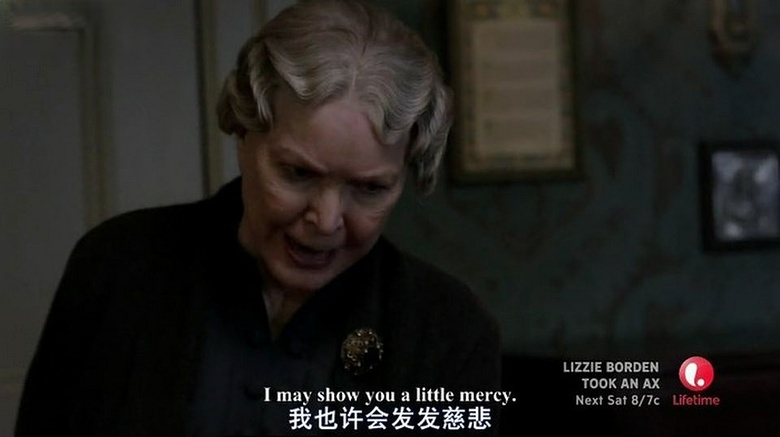 LIZZIE BORDEN
TOOK AN AX
Next Sat 8/7c
Lifetime
I may show you a little mercy.
我也许会发发慈悲